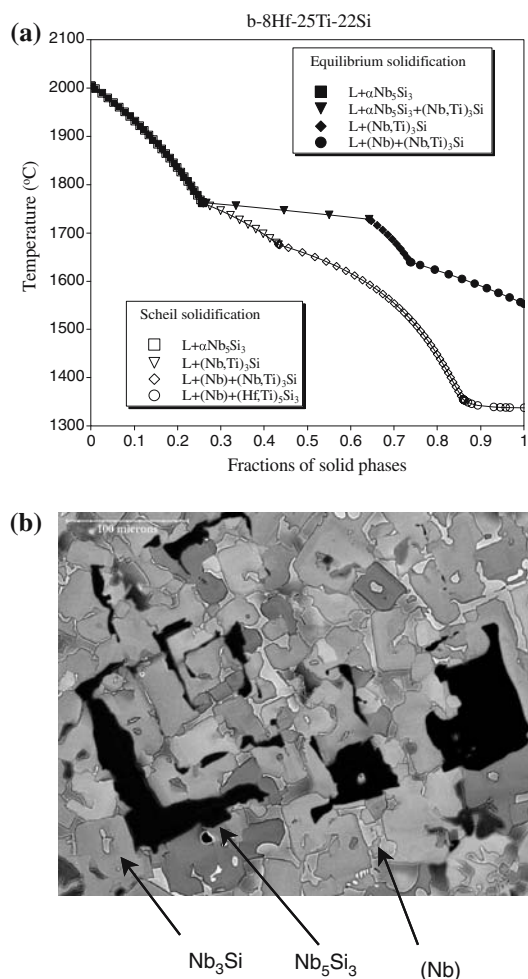 b-8Hf-25Ti-22Si
(a)
2100
2000
1900
1800
1700
1600
1500
1400
1300
Temperature (°C)
Equilibrium solidification
L+αNb₅Si₃
L+αNb₅Si₃+(Nb,Ti)₃Si
L+(Nb,Ti)₃Si
L+(Nb)+(Nb,Ti)₃Si
Scheil solidification
L+αNb₅Si₃
L+(Nb,Ti)₃Si
L+(Nb)+(Nb,Ti)₃Si
L+(Nb)+(Hf,Ti)₅Si₃
0 0.1 0.2 0.3 0.4 0.5 0.6 0.7 0.8 0.9 1
Fractions of solid phases
(b)
100 microns
Nb₃Si Nb₅Si₃ (Nb)